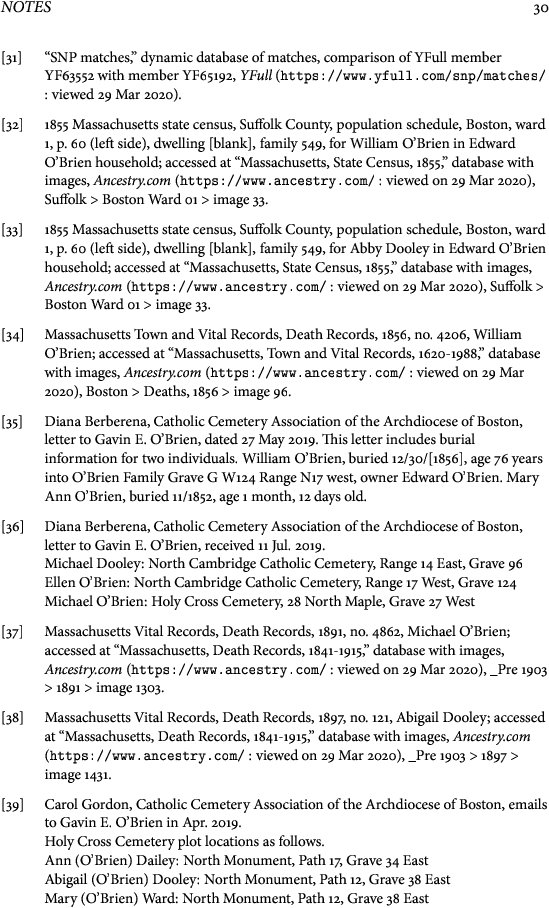 NOTES 30
[31] “SNP matches,” dynamic database of matches, comparison of YFull member
YF63552 with member YF65192, YFull (https://www.yfull.com/snp/matches/
: viewed 29 Mar 2020).
[32] 1855 Massachusetts state census, Suffolk County, population schedule, Boston, ward
1, p. 60 (left side), dwelling [blank], family 549, for William O’Brien in Edward
O’Brien household; accessed at “Massachusetts, State Census, 1855,” database with
images, Ancestry.com (https://www.ancestry.com/ : viewed on 29 Mar 2020),
Suffolk > Boston Ward 01 > image 33.
[33] 1855 Massachusetts state census, Suffolk County, population schedule, Boston, ward
1, p. 60 (left side), dwelling [blank], family 549, for Abby Dooley in Edward O’Brien
household; accessed at “Massachusetts, State Census, 1855,” database with images,
Ancestry.com (https://www.ancestry.com/ : viewed on 29 Mar 2020), Suffolk >
Boston Ward 01 > image 33.
[34] Massachusetts Town and Vital Records, Death Records, 1856, no. 4206, William
O’Brien; accessed at “Massachusetts, Town and Vital Records, 1620-1988,” database
with images, Ancestry.com (https://www.ancestry.com/ : viewed on 29 Mar
2020), Boston > Deaths, 1856 > image 96.
[35] Diana Berberena, Catholic Cemetery Association of the Archdiocese of Boston,
letter to Gavin E. O’Brien, dated 27 May 2019. This letter includes burial
information for two individuals. William O’Brien, buried 12/30/[1856], age 76 years
into O’Brien Family Grave G W124 Range N17 west, owner Edward O’Brien. Mary
Ann O’Brien, buried 11/1852, age 1 month, 12 days old.
[36] Diana Berberena, Catholic Cemetery Association of the Archdiocese of Boston,
letter to Gavin E. O’Brien, received 11 Jul. 2019.
Michael Dooley: North Cambridge Catholic Cemetery, Range 14 East, Grave 96
Ellen O’Brien: North Cambridge Catholic Cemetery, Range 17 West, Grave 124
Michael O’Brien: Holy Cross Cemetery, 28 North Maple, Grave 27 West
[37] Massachusetts Vital Records, Death Records, 1891, no. 4862, Michael O’Brien;
accessed at “Massachusetts, Death Records, 1841-1915,” database with images,
Ancestry.com (https://www.ancestry.com/ : viewed on 29 Mar 2020), _Pre 1903
> 1891 > image 1303.
[38] Massachusetts Vital Records, Death Records, 1897, no. 121, Abigail Dooley; accessed
at “Massachusetts, Death Records, 1841-1915,” database with images, Ancestry.com
(https://www.ancestry.com/ : viewed on 29 Mar 2020), _Pre 1903 > 1897 >
image 1431.
[39] Carol Gordon, Catholic Cemetery Association of the Archdiocese of Boston, emails
to Gavin E. O’Brien in Apr. 2019.
Holy Cross Cemetery plot locations as follows.
Ann (O’Brien) Dailey: North Monument, Path 17, Grave 34 East
Abigail (O’Brien) Dooley: North Monument, Path 12, Grave 38 East
Mary (O’Brien) Ward: North Monument, Path 12, Grave 38 East